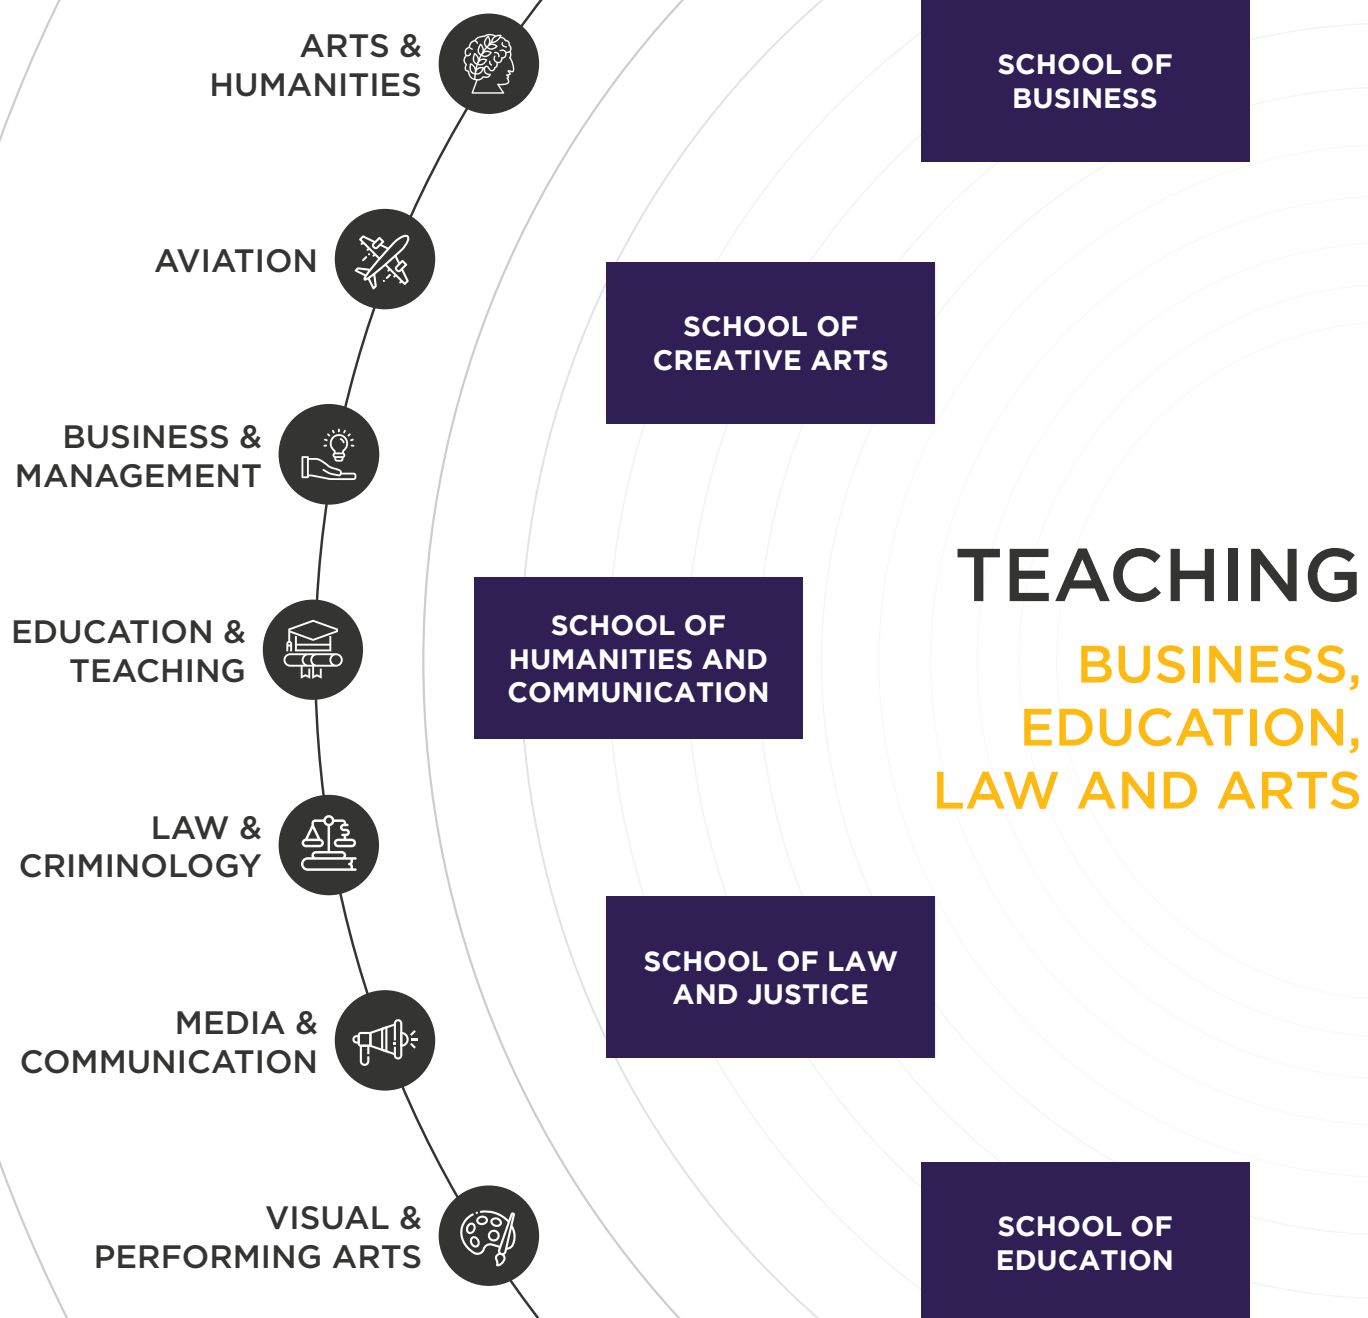 ARTS &
HUMANITIES
AVIATION
BUSINESS &
MANAGEMENT
EDUCATION &
TEACHING
LAW &
CRIMINOLOGY
MEDIA &
COMMUNICATION
VISUAL &
PERFORMING ARTS
SCHOOL OF
BUSINESS
SCHOOL OF
CREATIVE ARTS
SCHOOL OF
HUMANITIES AND
COMMUNICATION
SCHOOL OF LAW
AND JUSTICE
SCHOOL OF
EDUCATION
TEACHING
BUSINESS,
EDUCATION,
LAW AND ARTS